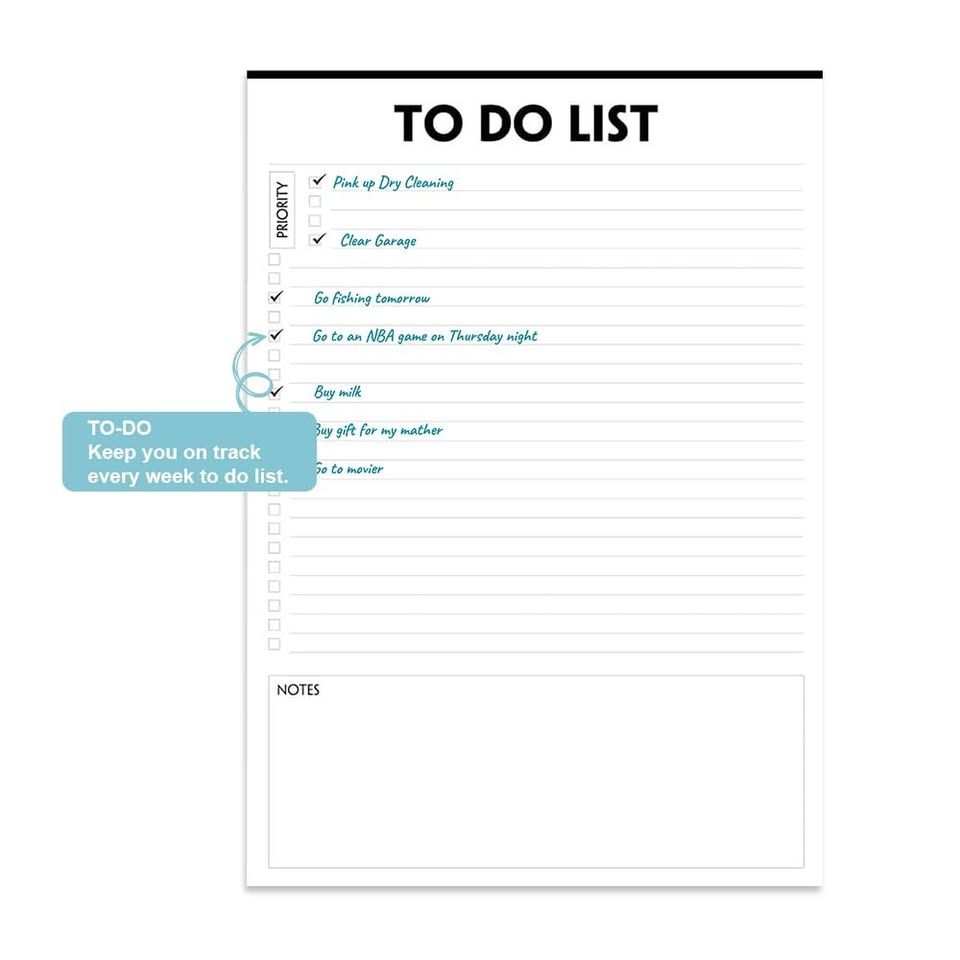 TO DO LIST
PRIORITY
Pink up Dry Cleaning
Clear Garage
Go fishing tomorrow
Go to an NBA game on Thursday night
Buy milk
Buy gift for my mather
Go to movier
TO-DO
Keep you on track
every week to do list.
NOTES